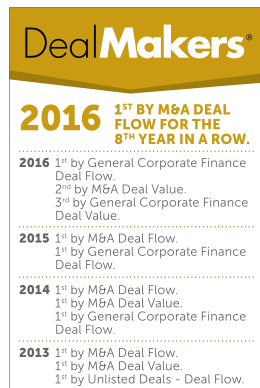 DealMakers®
2016 1ST BY M&A DEAL
FLOW FOR THE
8TH YEAR IN A ROW.
2016 1st by General Corporate Finance
Deal Flow.
2nd by M&A Deal Value.
3rd by General Corporate Finance
Deal Value.
2015 1st by M&A Deal Flow.
1st by General Corporate Finance
Deal Flow.
2014 1st by M&A Deal Flow.
1st by M&A Deal Value.
1st by General Corporate Finance
Deal Flow.
2013 1st by M&A Deal Flow.
1st by M&A Deal Value.
1st by Unlisted Deals - Deal Flow.